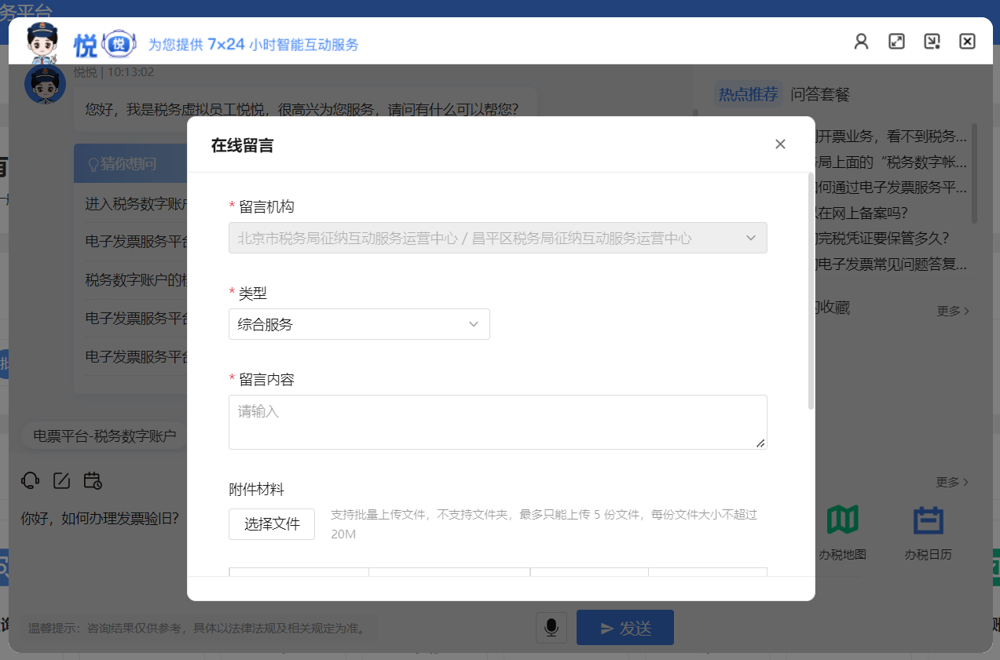 务平台
悦 悦 为您提供 7×24 小时智能互动服务
悦悦 | 10:13:02
您好，我是税务虚拟员工悦悦，很高兴为您服务，请问有什么可以帮您？
猜你想问
进入税务数字账户
电子发票服务平台
税务数字账户的
电子发票服务平台
电子发票服务平台
电票平台-税务数字账户
你好，如何办理发票验旧？
温馨提示：咨询结果仅供参考，具体以法律法规及相关规定为准。
发送
在线留言
* 留言机构
北京市税务局征纳互动服务运营中心 / 昌平区税务局征纳互动服务运营中心
* 类型
综合服务
* 留言内容
请输入
附件材料
选择文件
支持批量上传文件，不支持文件夹，最多只能上传 5 份文件，每份文件大小不超过
20M
热点推荐 问答套餐
开票业务，看不到税务...
局上面的“税务数字帐...
何通过电子发票服务平...
在网上备案吗？
完税凭证要保管多久？
电子发票常见问题答复...
的收藏
更多
更多
办税地图
办税日历